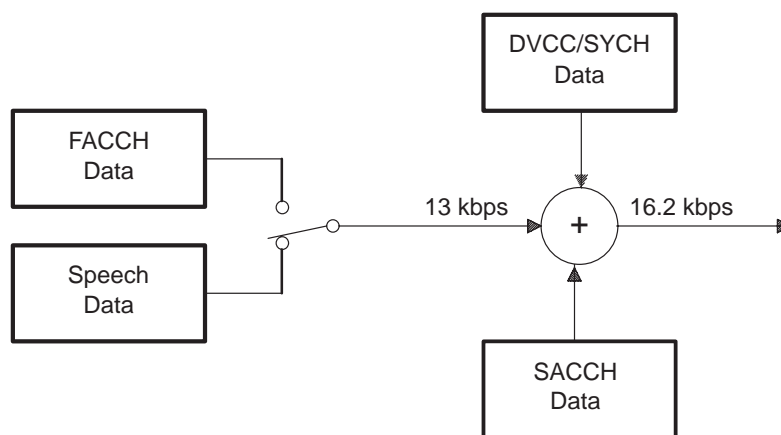 DVCC/SYCH
Data
FACCH
Data
13 kbps
+
16.2 kbps
Speech
Data
SACCH
Data